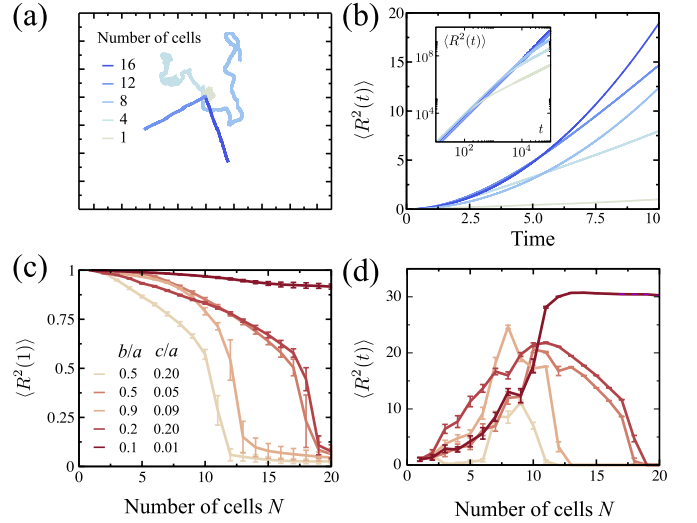 (a)
Number of cells
16
12
8
4
1
(b)
⟨R²(t)⟩
20
15
10
5
0
0 2.5 5.0 7.5 10
Time
⟨R²(t)⟩
10⁸
10⁴
10² 10⁴
t
(c)
⟨R²(1)⟩
1
0.75
0.5
0.25
0
0 5 10 15 20
Number of cells N
b/a c/a
0.5 0.20
0.5 0.05
0.9 0.09
0.2 0.20
0.1 0.01
(d)
⟨R²(t)⟩
30
20
10
0
0 5 10 15 20
Number of cells N